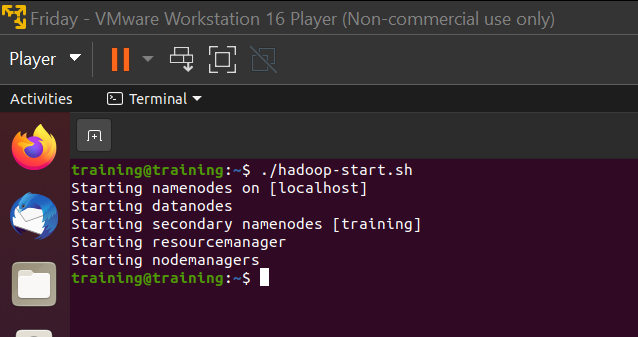 Friday - VMware Workstation 16 Player (Non-commercial use only)
Player
Activities
Terminal
training@training:~$ ./hadoop-start.sh
Starting namenodes on [localhost]
Starting datanodes
Starting secondary namenodes [training]
Starting resourcemanager
Starting nodemanagers
training@training:~$